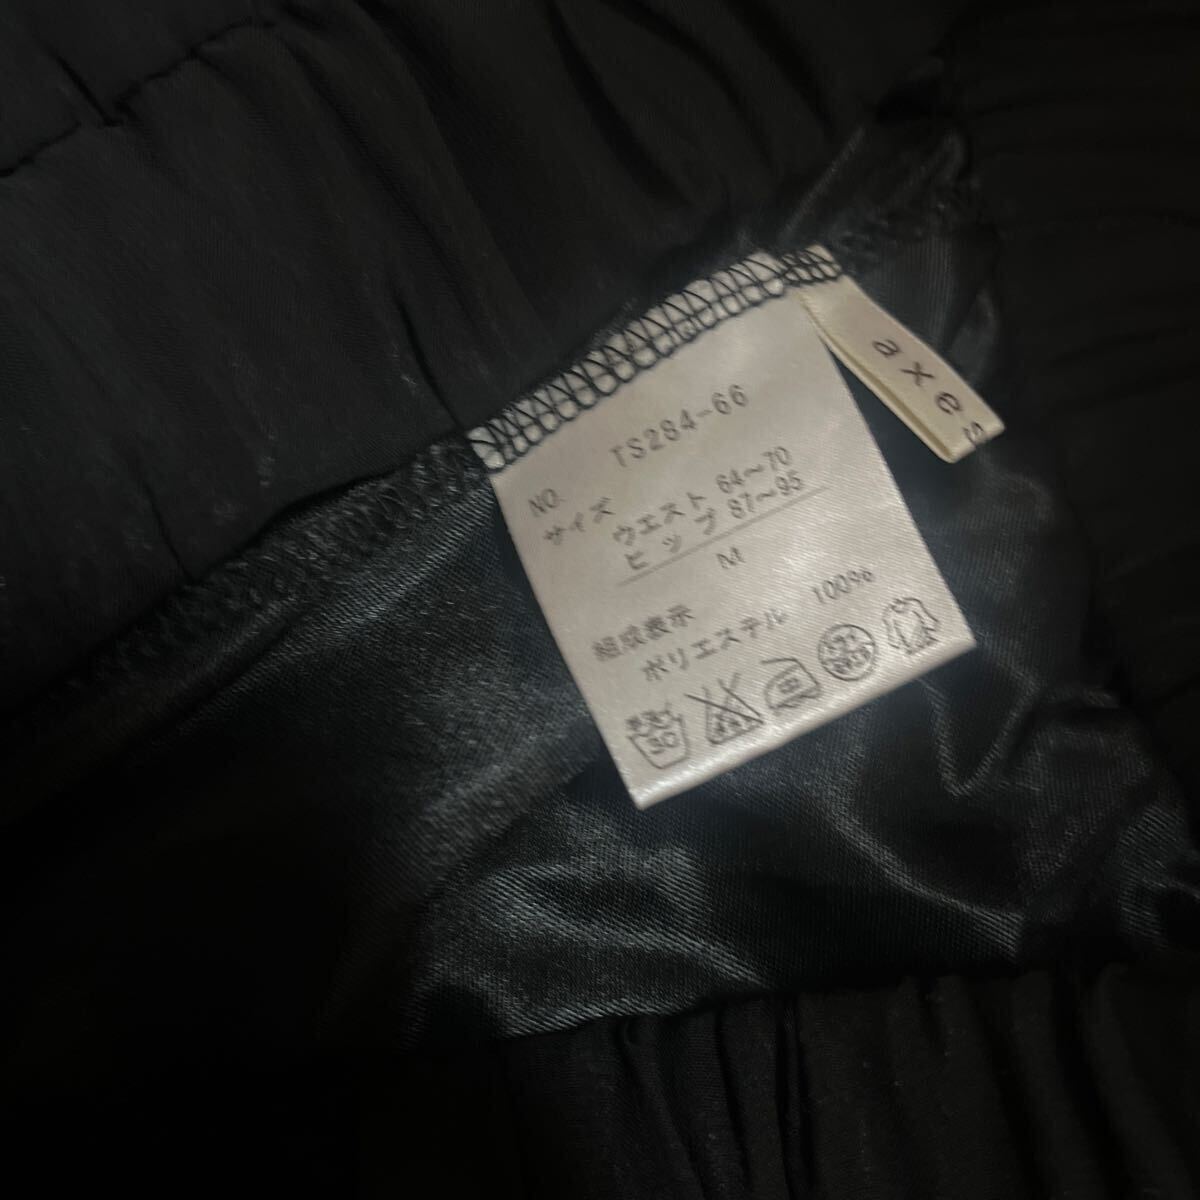 NO. TS284-66
サイズ ウエスト 64～70
ヒップ 87～95
M
組成表示
ポリエステル 100%
30
axes